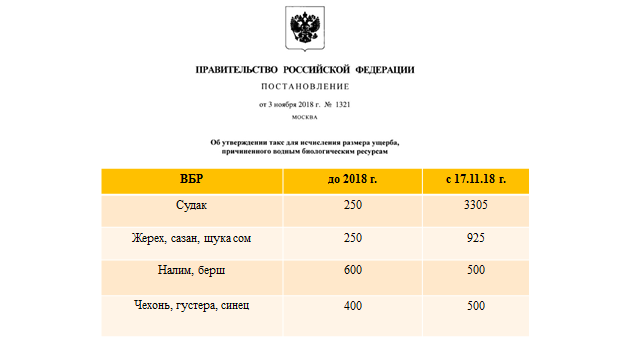 ПРАВИТЕЛЬСТВО РОССИЙСКОЙ ФЕДЕРАЦИИ
ПОСТАНОВЛЕНИЕ
от 3 ноября 2018 г. № 1321
МОСКВА
Об утверждении такс для исчисления размера ущерба,
причиненного водным биологическим ресурсам
ВБР до 2018 г. с 17.11.18 г.
Судак 250 3305
Жерех, сазан, щука сом 250 925
Налим, берш 600 500
Чехонь, густера, синец 400 500